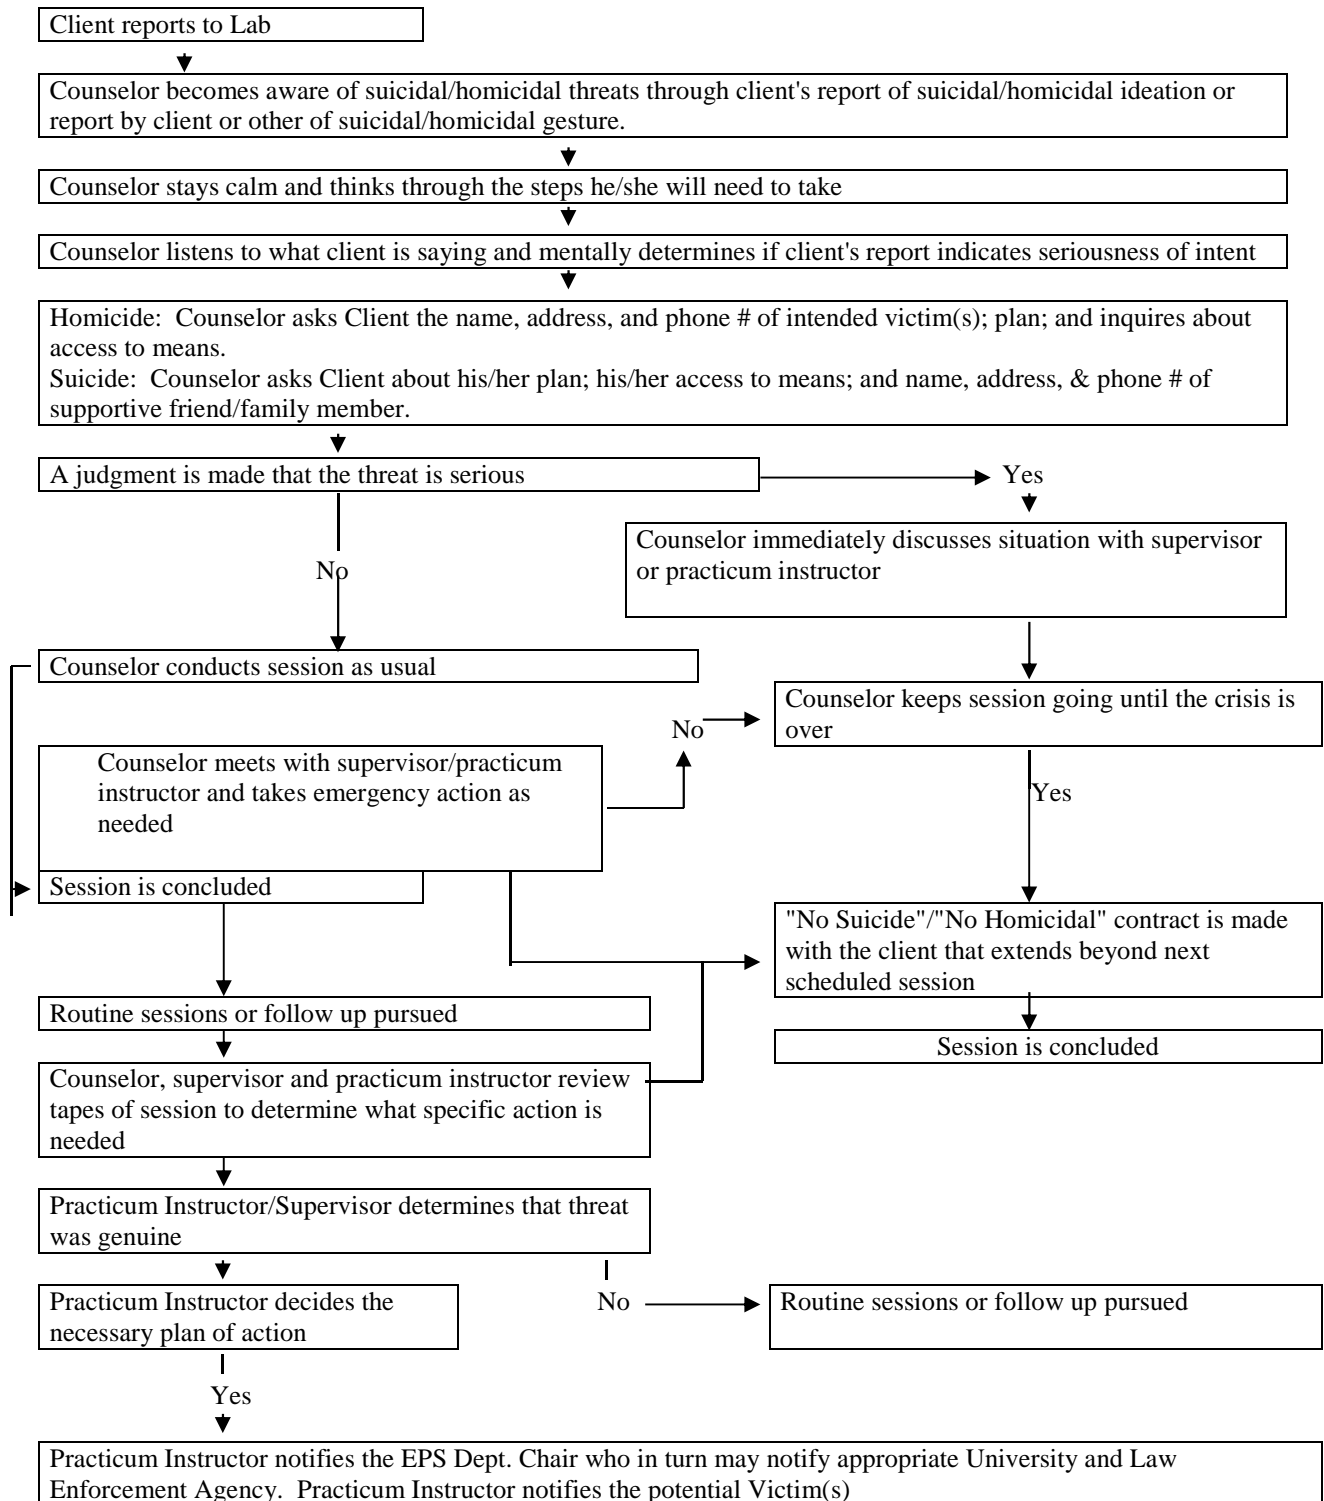 Client reports to Lab
Counselor becomes aware of suicidal/homicidal threats through client's report of suicidal/homicidal ideation or
report by client or other of suicidal/homicidal gesture.
Counselor stays calm and thinks through the steps he/she will need to take
Counselor listens to what client is saying and mentally determines if client's report indicates seriousness of intent
Homicide: Counselor asks Client the name, address, and phone # of intended victim(s); plan; and inquires about
access to means.
Suicide: Counselor asks Client about his/her plan; his/her access to means; and name, address, & phone # of
supportive friend/family member.
A judgment is made that the threat is serious
Yes
Counselor immediately discusses situation with supervisor
or practicum instructor
No
Counselor conducts session as usual
Counselor keeps session going until the crisis is
over
No
Counselor meets with supervisor/practicum
instructor and takes emergency action as
needed
Yes
Session is concluded
"No Suicide"/"No Homicidal" contract is made
with the client that extends beyond next
scheduled session
Routine sessions or follow up pursued
Session is concluded
Counselor, supervisor and practicum instructor review
tapes of session to determine what specific action is
needed
Practicum Instructor/Supervisor determines that threat
was genuine
Practicum Instructor decides the
necessary plan of action
No
Routine sessions or follow up pursued
Yes
Practicum Instructor notifies the EPS Dept. Chair who in turn may notify appropriate University and Law
Enforcement Agency. Practicum Instructor notifies the potential Victim(s)